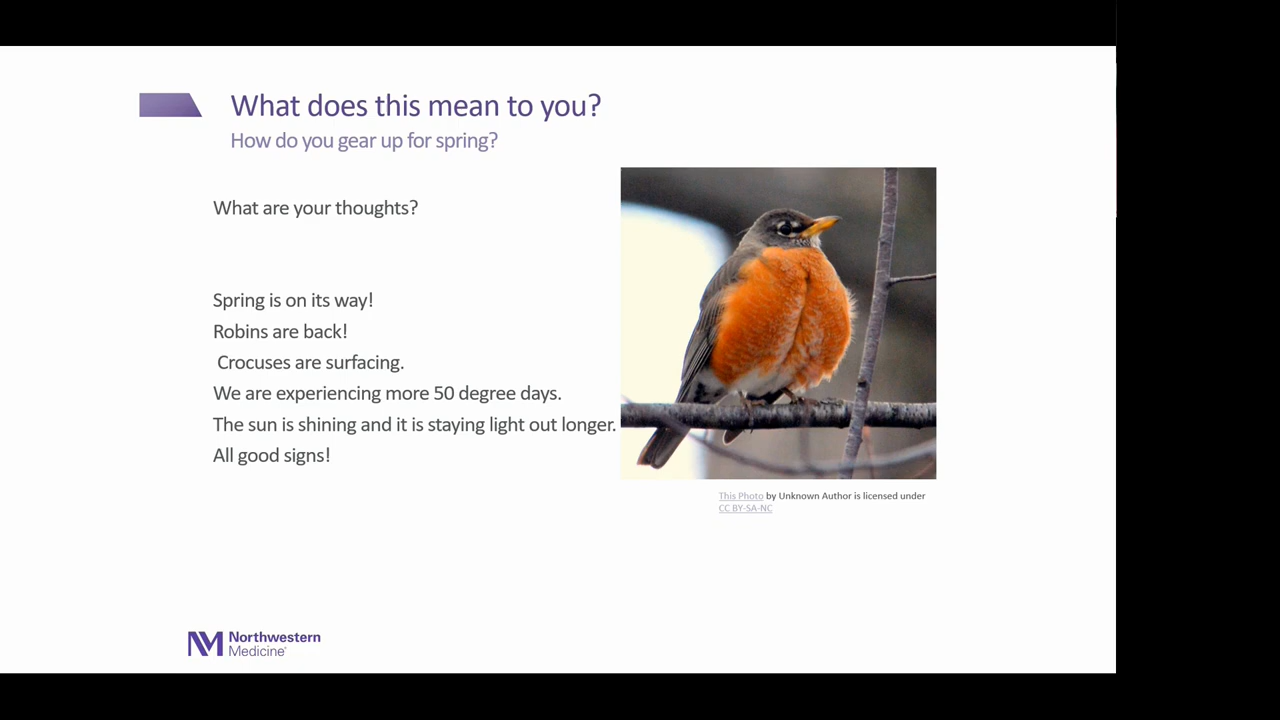 What does this mean to you?
How do you gear up for spring?
What are your thoughts?
Spring is on its way!
Robins are back!
Crocuses are surfacing.
We are experiencing more 50 degree days.
The sun is shining and it is staying light out longer.
All good signs!
This Photo by Unknown Author is licensed under
CC BY-SA-NC
Northwestern
Medicine